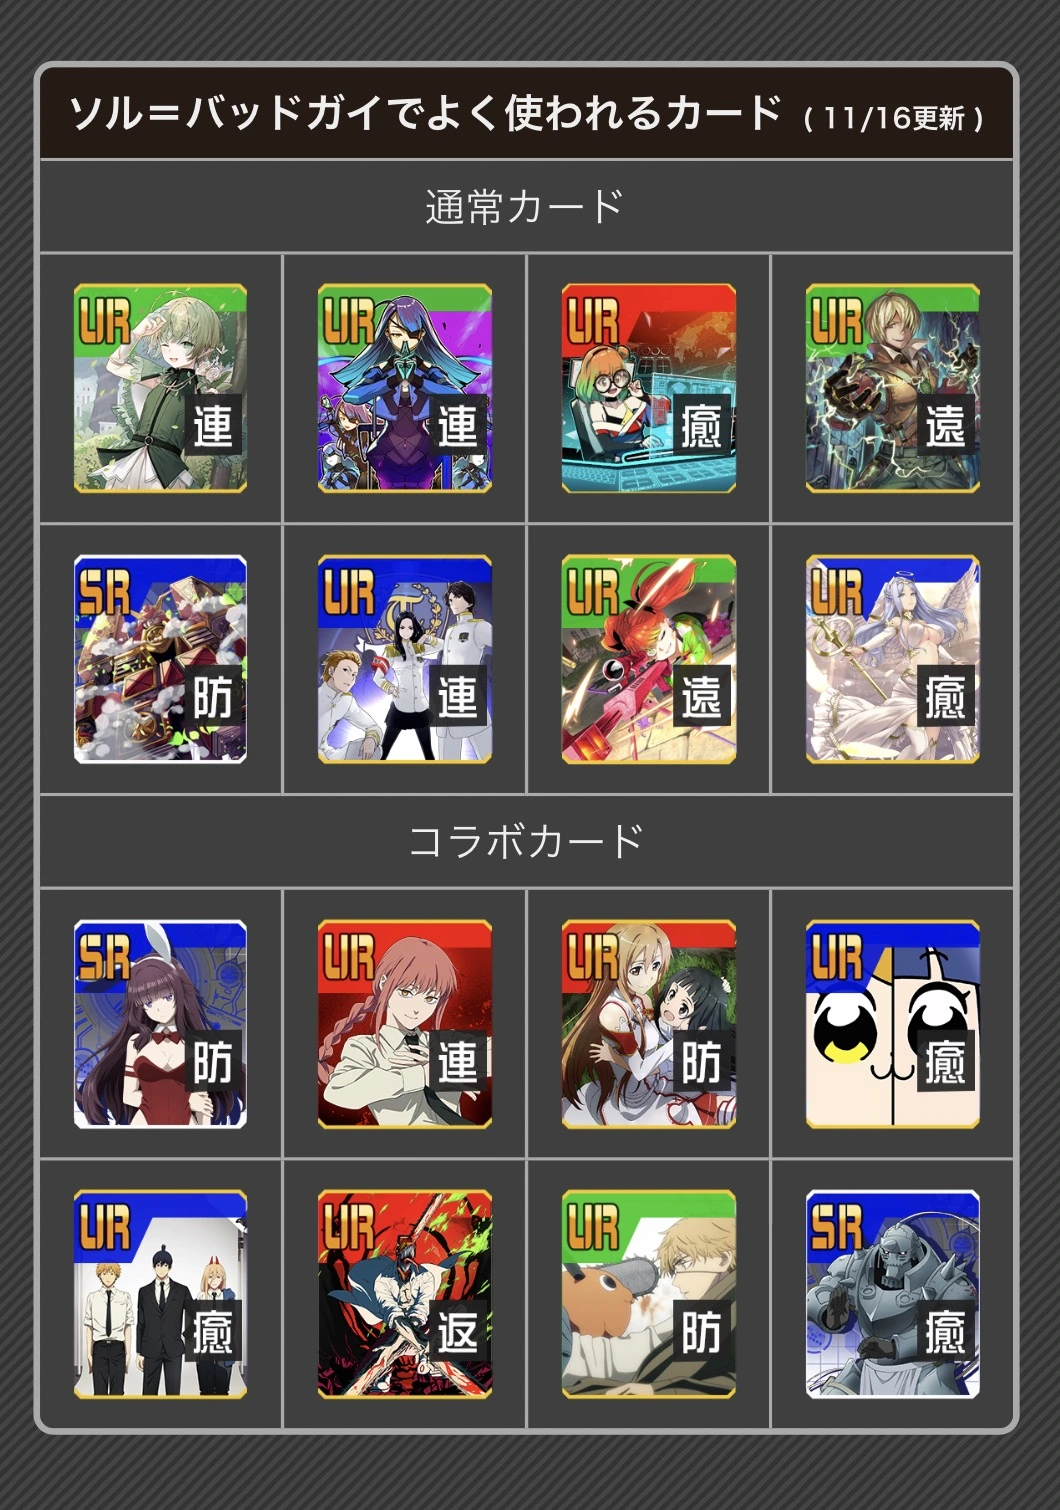 ソル＝バッドガイでよく使われるカード ( 11/16更新 )
通常カード
UR UR UR UR
連 連 癒 遠
SR UR UR UR
防 連 遠 癒
コラボカード
SR UR UR UR
防 連 防 癒
UR UR UR SR
癒 返 防 癒